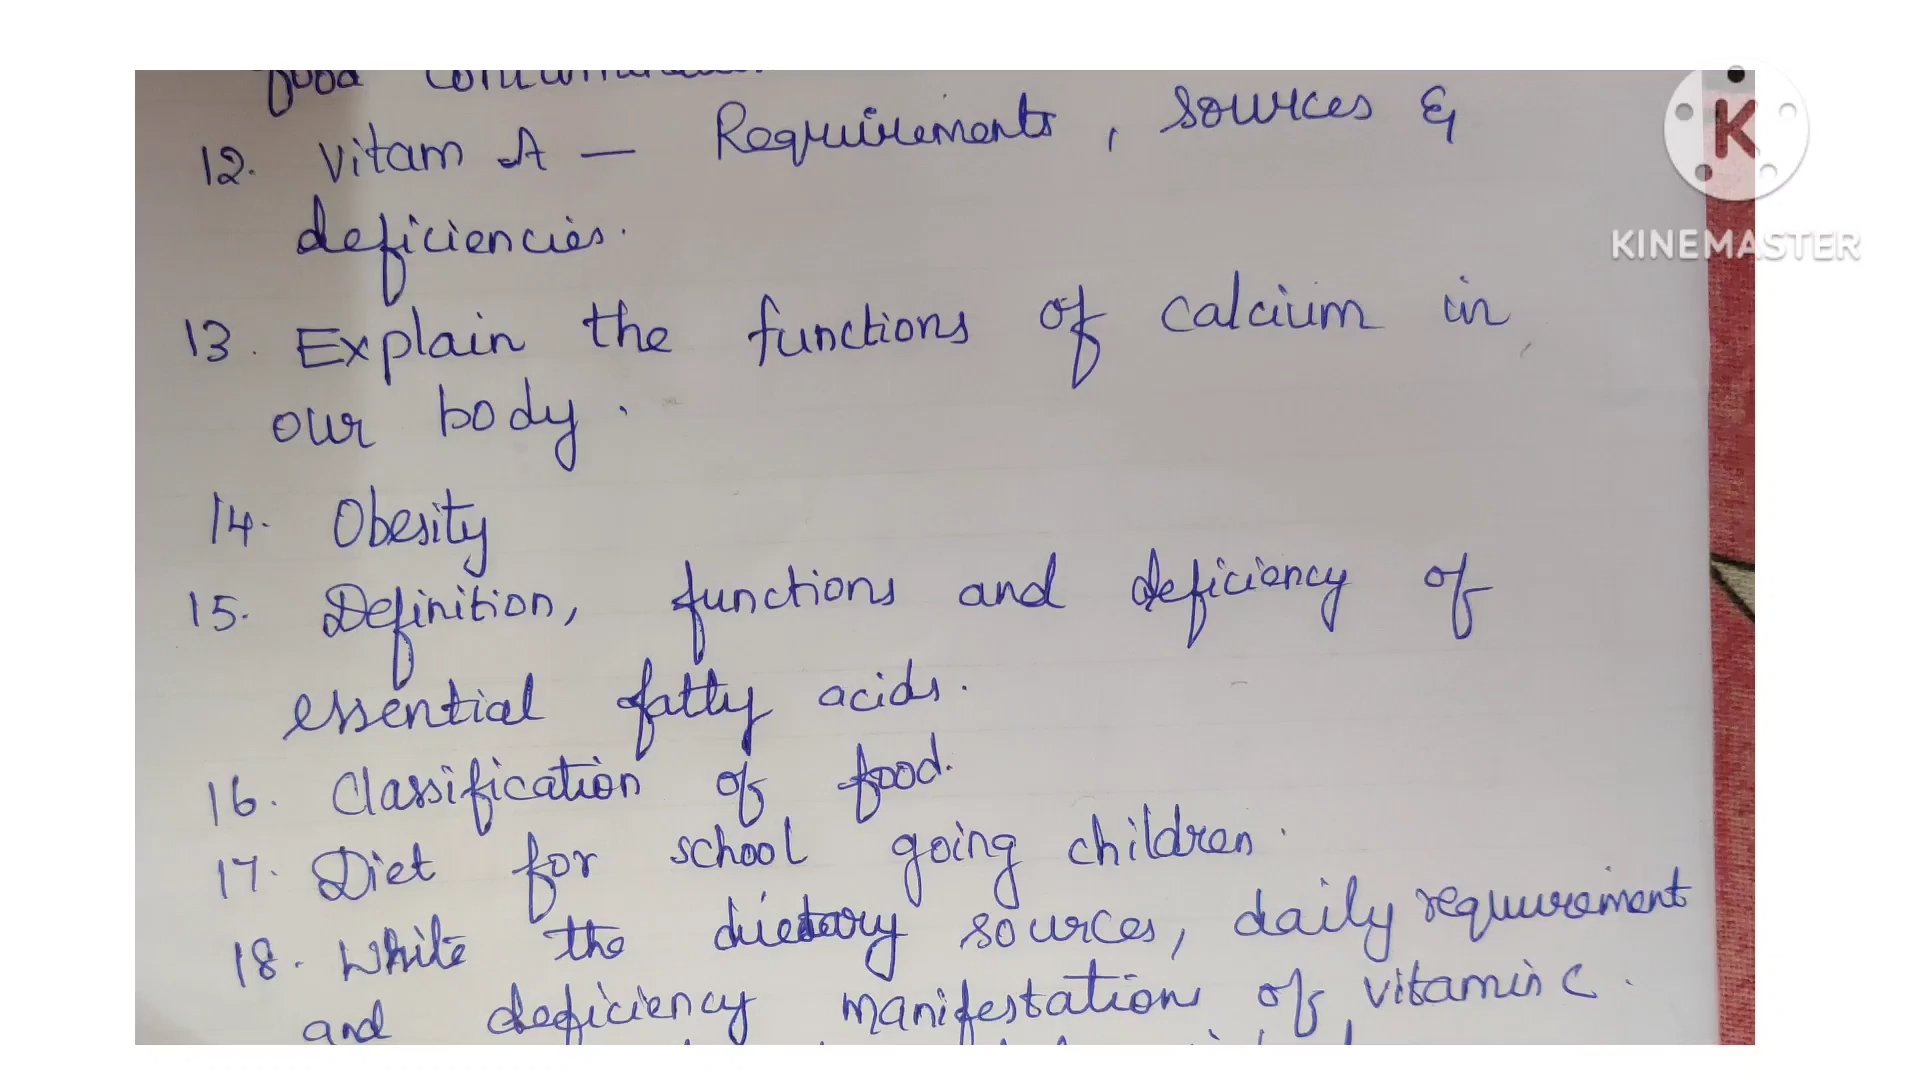 food
12. Vitam A – Requirements, Sources &
deficiencies.
13. Explain the functions of calcium in
our body.
14. Obesity
15. Definition, functions and deficiency of
essential fatty acids.
16. Classification of food.
17. Diet for school going children.
18. Write the dietary sources, daily requirement
and deficiency manifestation of vitamin C.
K
KINEMASTER